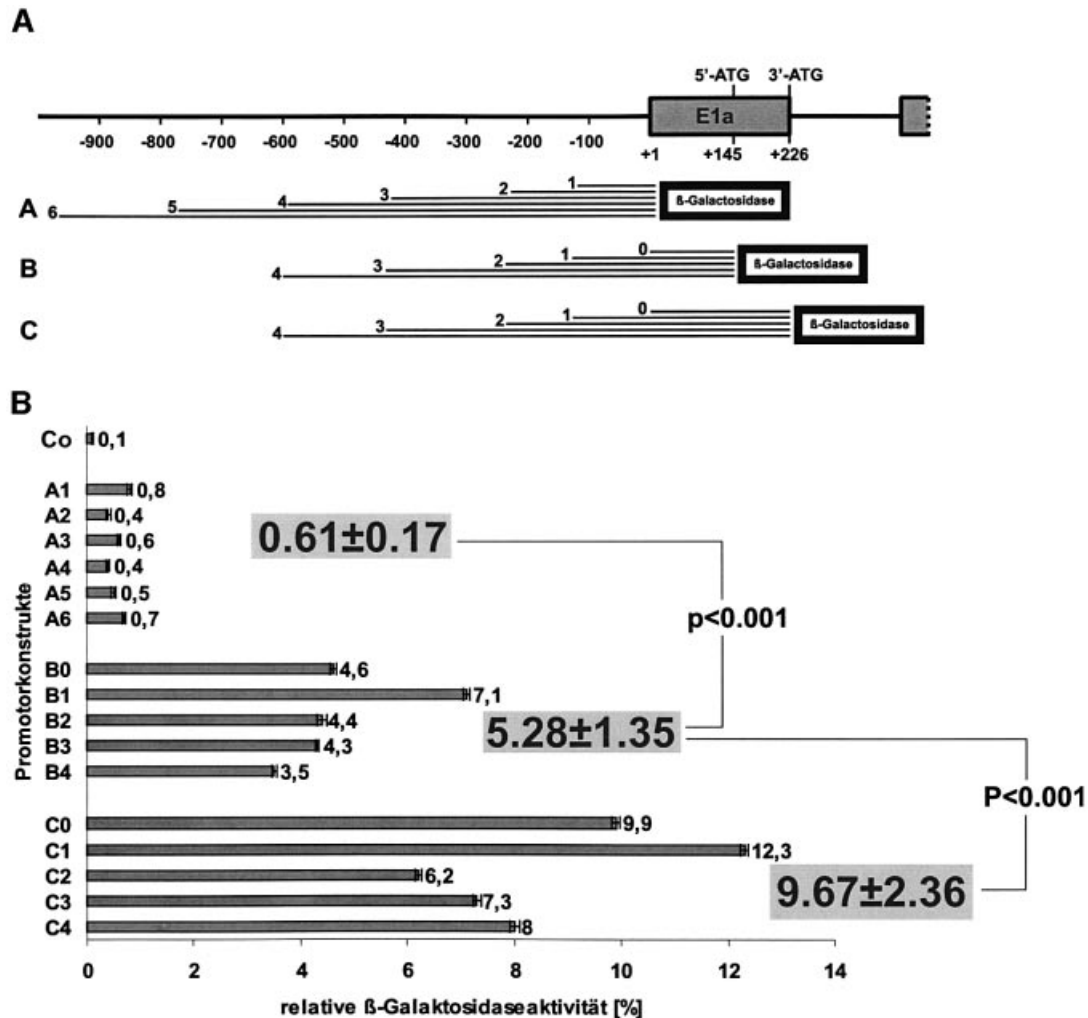 A
5'-ATG 3'-ATG
E1a
-900 -800 -700 -600 -500 -400 -300 -200 -100 +1 +145 +226
A 6 5 4 3 2 1 ß-Galactosidase
B 4 3 2 1 0 ß-Galactosidase
C 4 3 2 1 0 ß-Galactosidase
B
Promotorkonstrukte
Co 0,1
A1 0,8
A2 0,4
A3 0,6
A4 0,4
A5 0,5
A6 0,7
0.61±0.17
p<0.001
B0 4,6
B1 7,1
B2 4,4
B3 4,3
B4 3,5
5.28±1.35
P<0.001
C0 9,9
C1 12,3
C2 6,2
C3 7,3
C4 8
9.67±2.36
0 2 4 6 8 10 12 14
relative ß-Galaktosidaseaktivität [%]